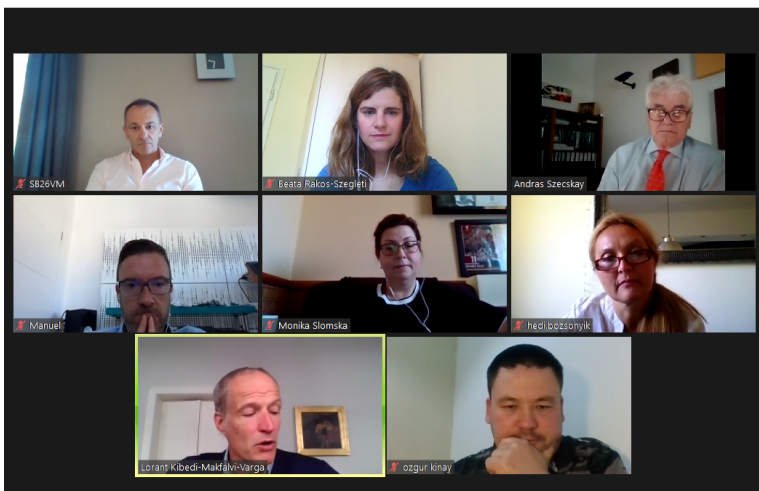 SB26VM
Beata Rakos-Szegleti
Andras Szecskay
Manuel
Monika Slomska
hedi.bozsonyik
Lorant Kibedi-Makfalvi-Varga
ozgur kinay